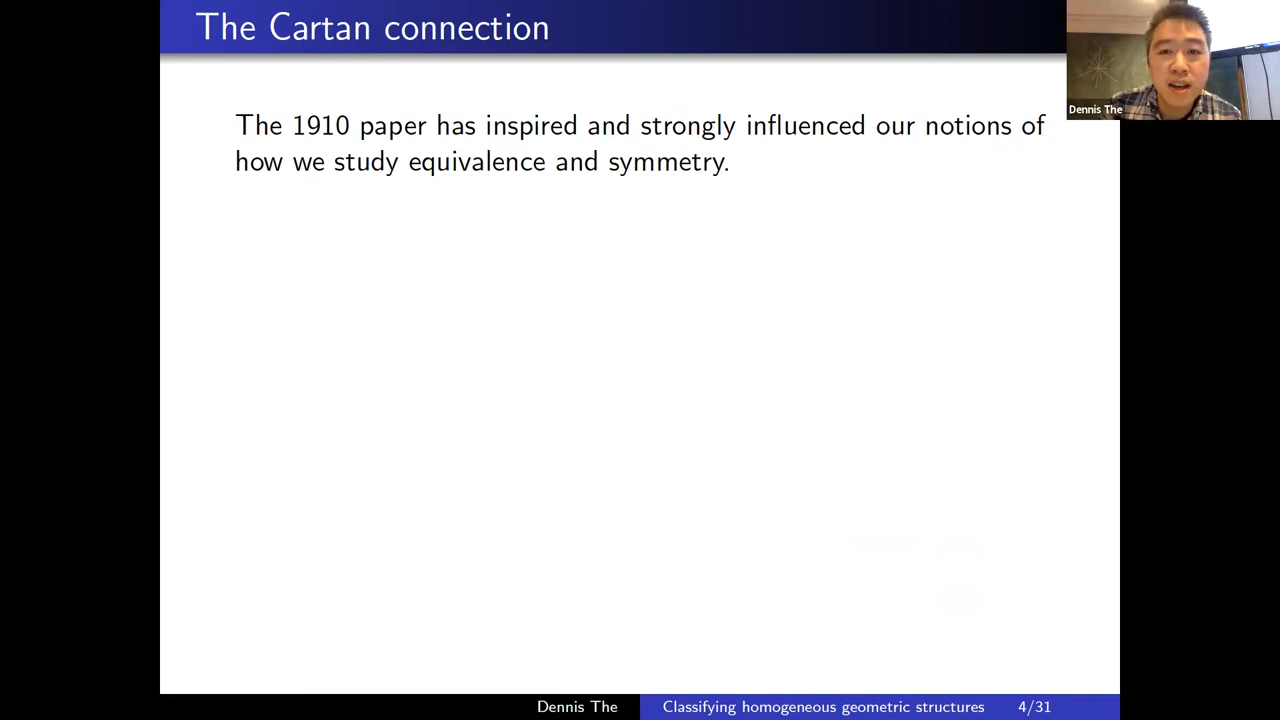 The Cartan connection
Dennis The
The 1910 paper has inspired and strongly influenced our notions of
how we study equivalence and symmetry.
Dennis The
Classifying homogeneous geometric structures
4/31